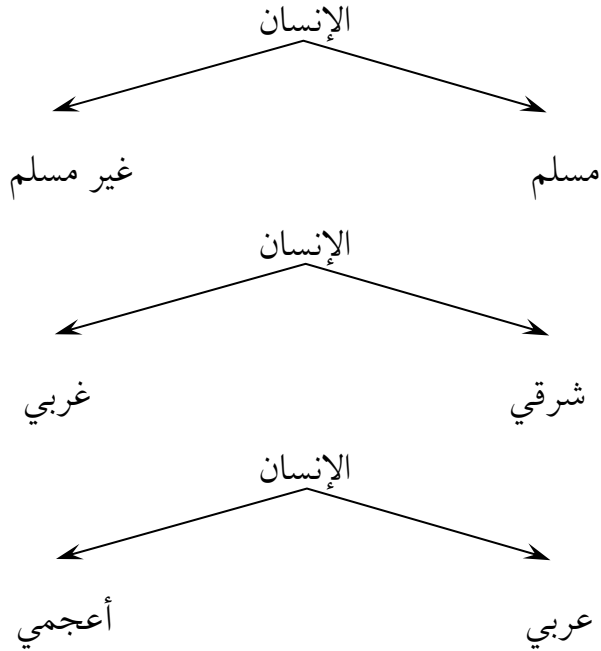 الإنسان
مسلم غير مسلم
الإنسان
شرقي غربي
الإنسان
عربي أعجمي